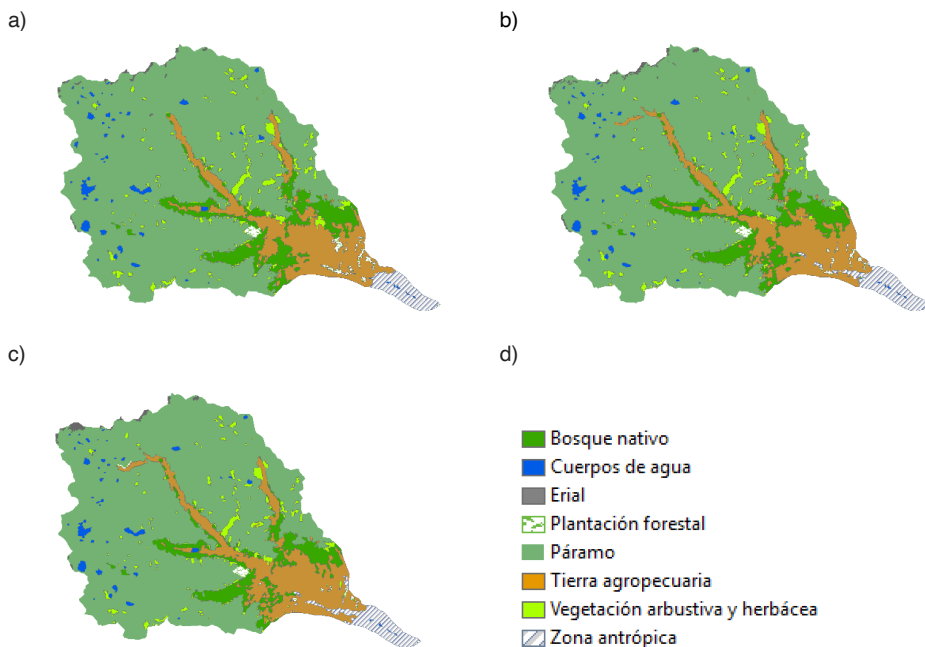 a)
b)
c)
d)
Bosque nativo
Cuerpos de agua
Erial
Plantación forestal
Páramo
Tierra agropecuaria
Vegetación arbustiva y herbácea
Zona antrópica